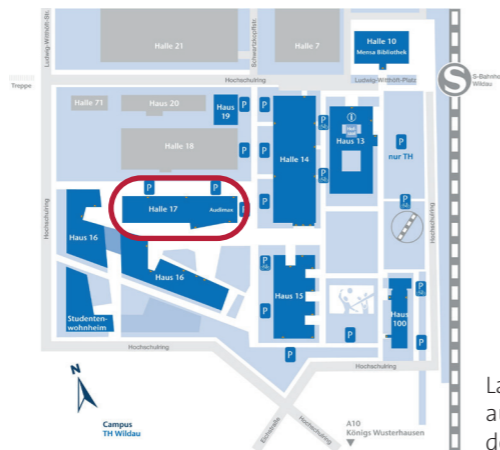 Halle 21
Halle 7
Halle 10
Mensa Bibliothek
Ludwig-Witthöft-Str.
Schwartzkopffstr.
Treppe
Hochschulring
Ludwig-Witthöft-Platz
S
S-Bahnhof
Wildau
Halle 71
Haus 20
Haus
19
P
P
Halle 18
P
P
Halle 14
P
Haus 13
P
nur TH
P
P
Halle 17
Audimax
P
P
P
Hochschulring
Hochschulring
Haus 16
Haus 16
P
P
Haus 15
Haus
100
P
P
P
P
Studenten-
wohnheim
Hochschulring
Hochschulring
N
Campus
TH Wildau
Eichstraße
A10
Königs Wusterhausen
La
a
d